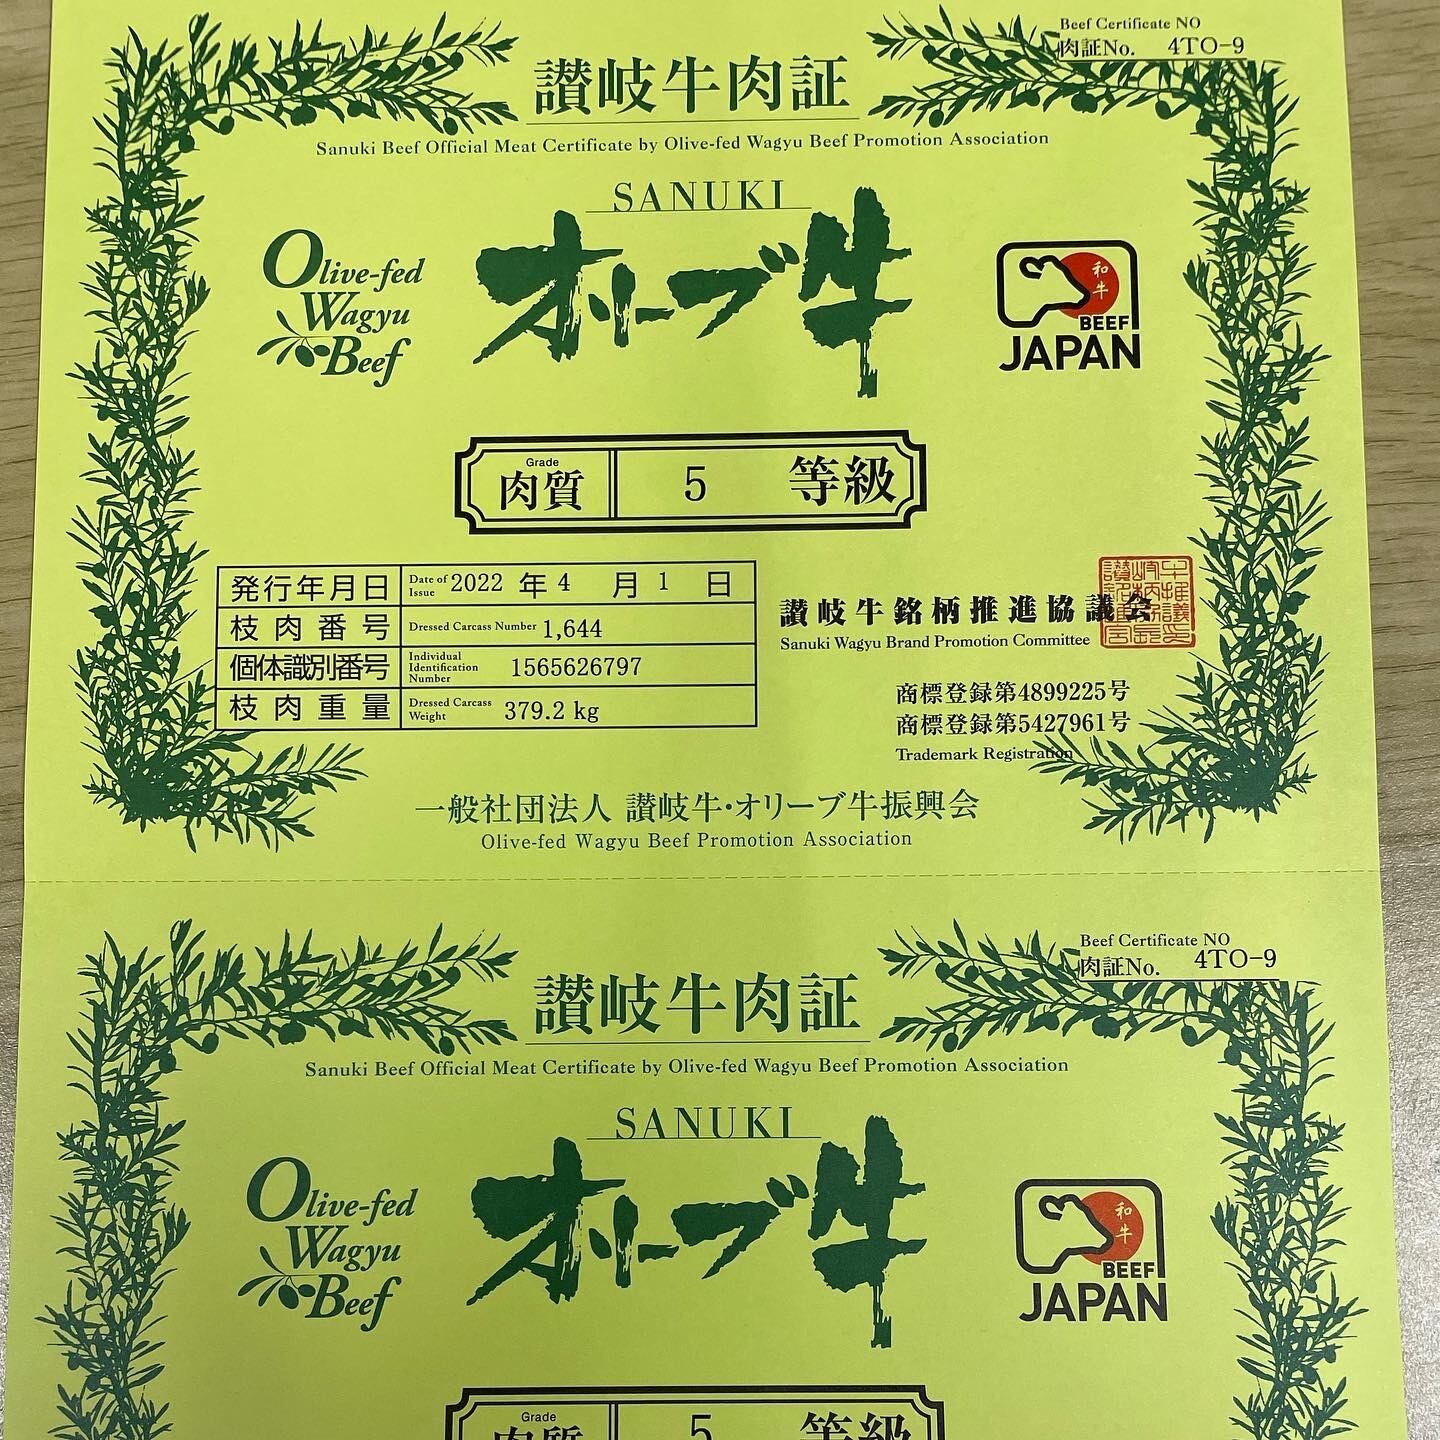 Beef Certificate NO
肉証No. 4TO-9
讃岐牛肉証
Sanuki Beef Official Meat Certificate by Olive-fed Wagyu Beef Promotion Association
SANUKI
Olive-fed
Wagyu
Beef
オリーブ牛
和牛
BEEF
JAPAN
Grade
肉質 5 等級
発行年月日 Date of Issue 2022 年 4 月 1 日
枝肉番号 Dressed Carcass Number 1,644
個体識別番号 Individual Identification Number 1565626797
枝肉重量 Dressed Carcass Weight 379.2 kg
讃岐牛銘柄推進協議会
Sanuki Wagyu Brand Promotion Committee
商標登録第4899225号
商標登録第5427961号
Trademark Registration
一般社団法人 讃岐牛・オリーブ牛振興会
Olive-fed Wagyu Beef Promotion Association
Beef Certificate NO
肉証No. 4TO-9
讃岐牛肉証
Sanuki Beef Official Meat Certificate by Olive-fed Wagyu Beef Promotion Association
SANUKI
Olive-fed
Wagyu
Beef
オリーブ牛
和牛
BEEF
JAPAN
Grade
肉質 5 等級